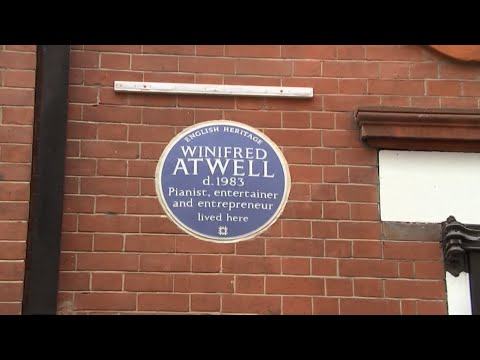 ENGLISH HERITAGE
WINIFRED
ATWELL
d.1983
Pianist, entertainer
and entrepreneur
lived here